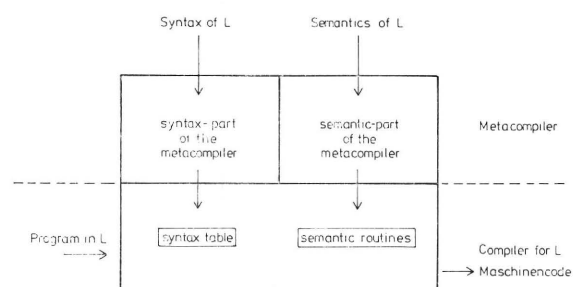 Syntax of L
Semantics of L
syntax-part
of the
metacompiler
semantic-part
of the
metacompiler
Metacompiler
Program in L
syntax table
semantic routines
Compiler for L
Maschinencode